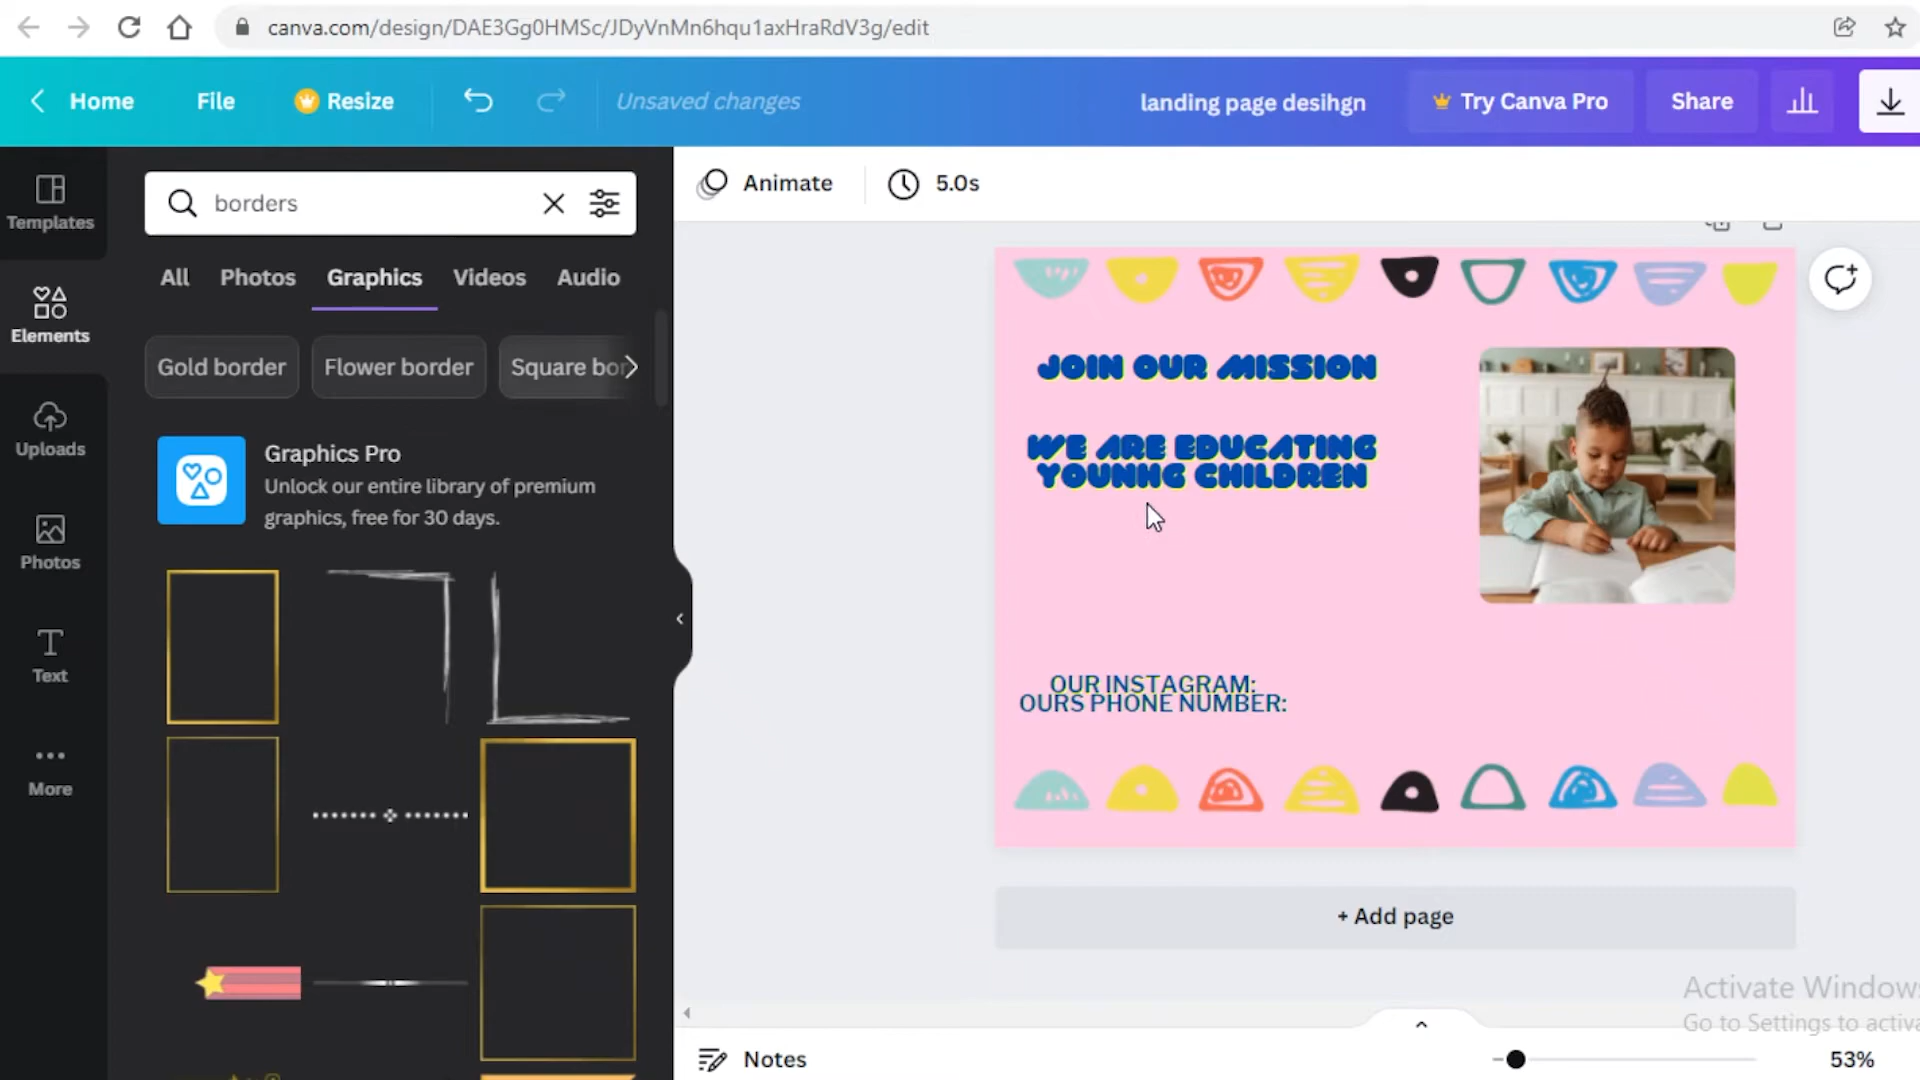 canva.com/design/DAE3Gg0HMSc/JDyVnMn6hqu1axHraRdV3g/edit
Home File Resize Unsaved changes landing page desihgn Try Canva Pro Share
Templates
Elements
Uploads
Photos
Text
More
borders
All Photos Graphics Videos Audio
Gold border Flower border Square bor
Graphics Pro
Unlock our entire library of premium
graphics, free for 30 days.
Animate 5.0s
JOIN OUR MISSION
WE ARE EDUCATING
YOUNHG CHILDREN
OUR INSTAGRAM:
OURS PHONE NUMBER:
+ Add page
Activate Windows
Go to Settings to activa
Notes 53%